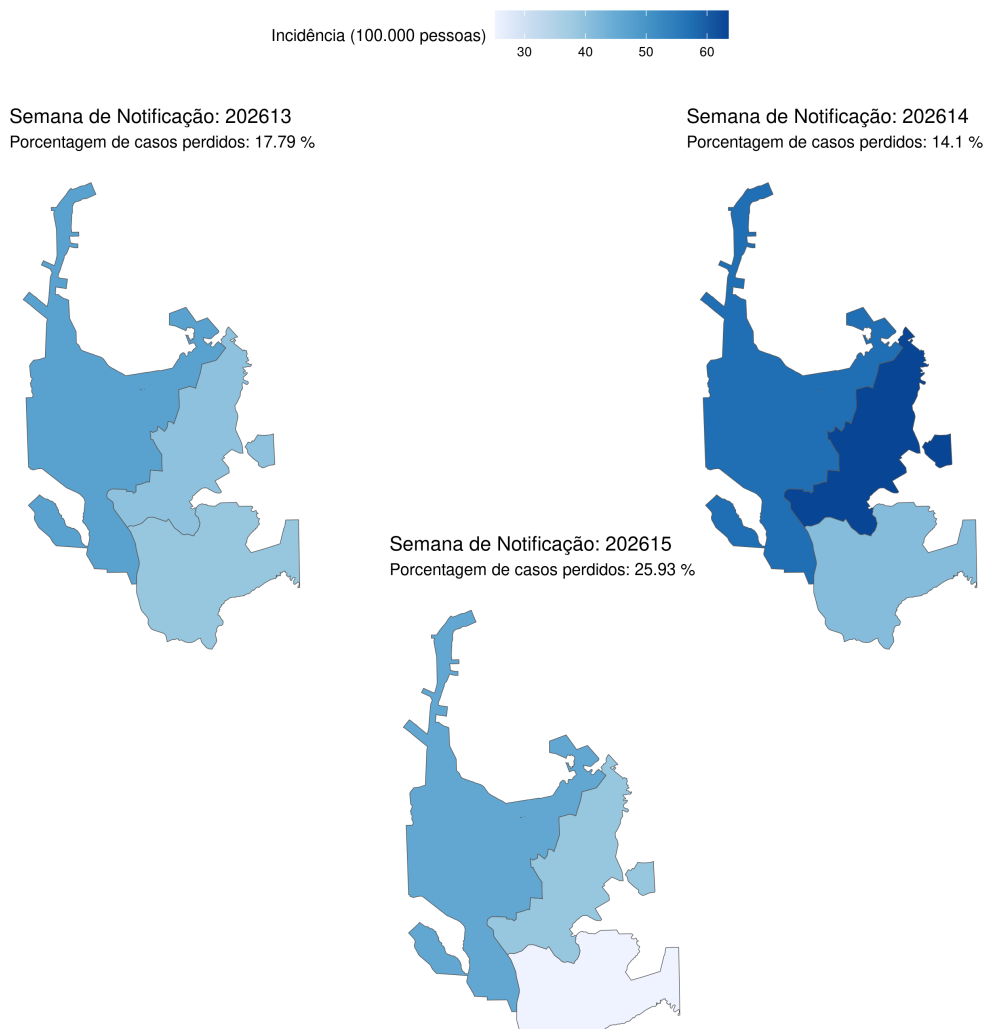 Incidência (100.000 pessoas)
30 40 50 60
Semana de Notificação: 202613
Porcentagem de casos perdidos: 17.79 %
Semana de Notificação: 202614
Porcentagem de casos perdidos: 14.1 %
Semana de Notificação: 202615
Porcentagem de casos perdidos: 25.93 %